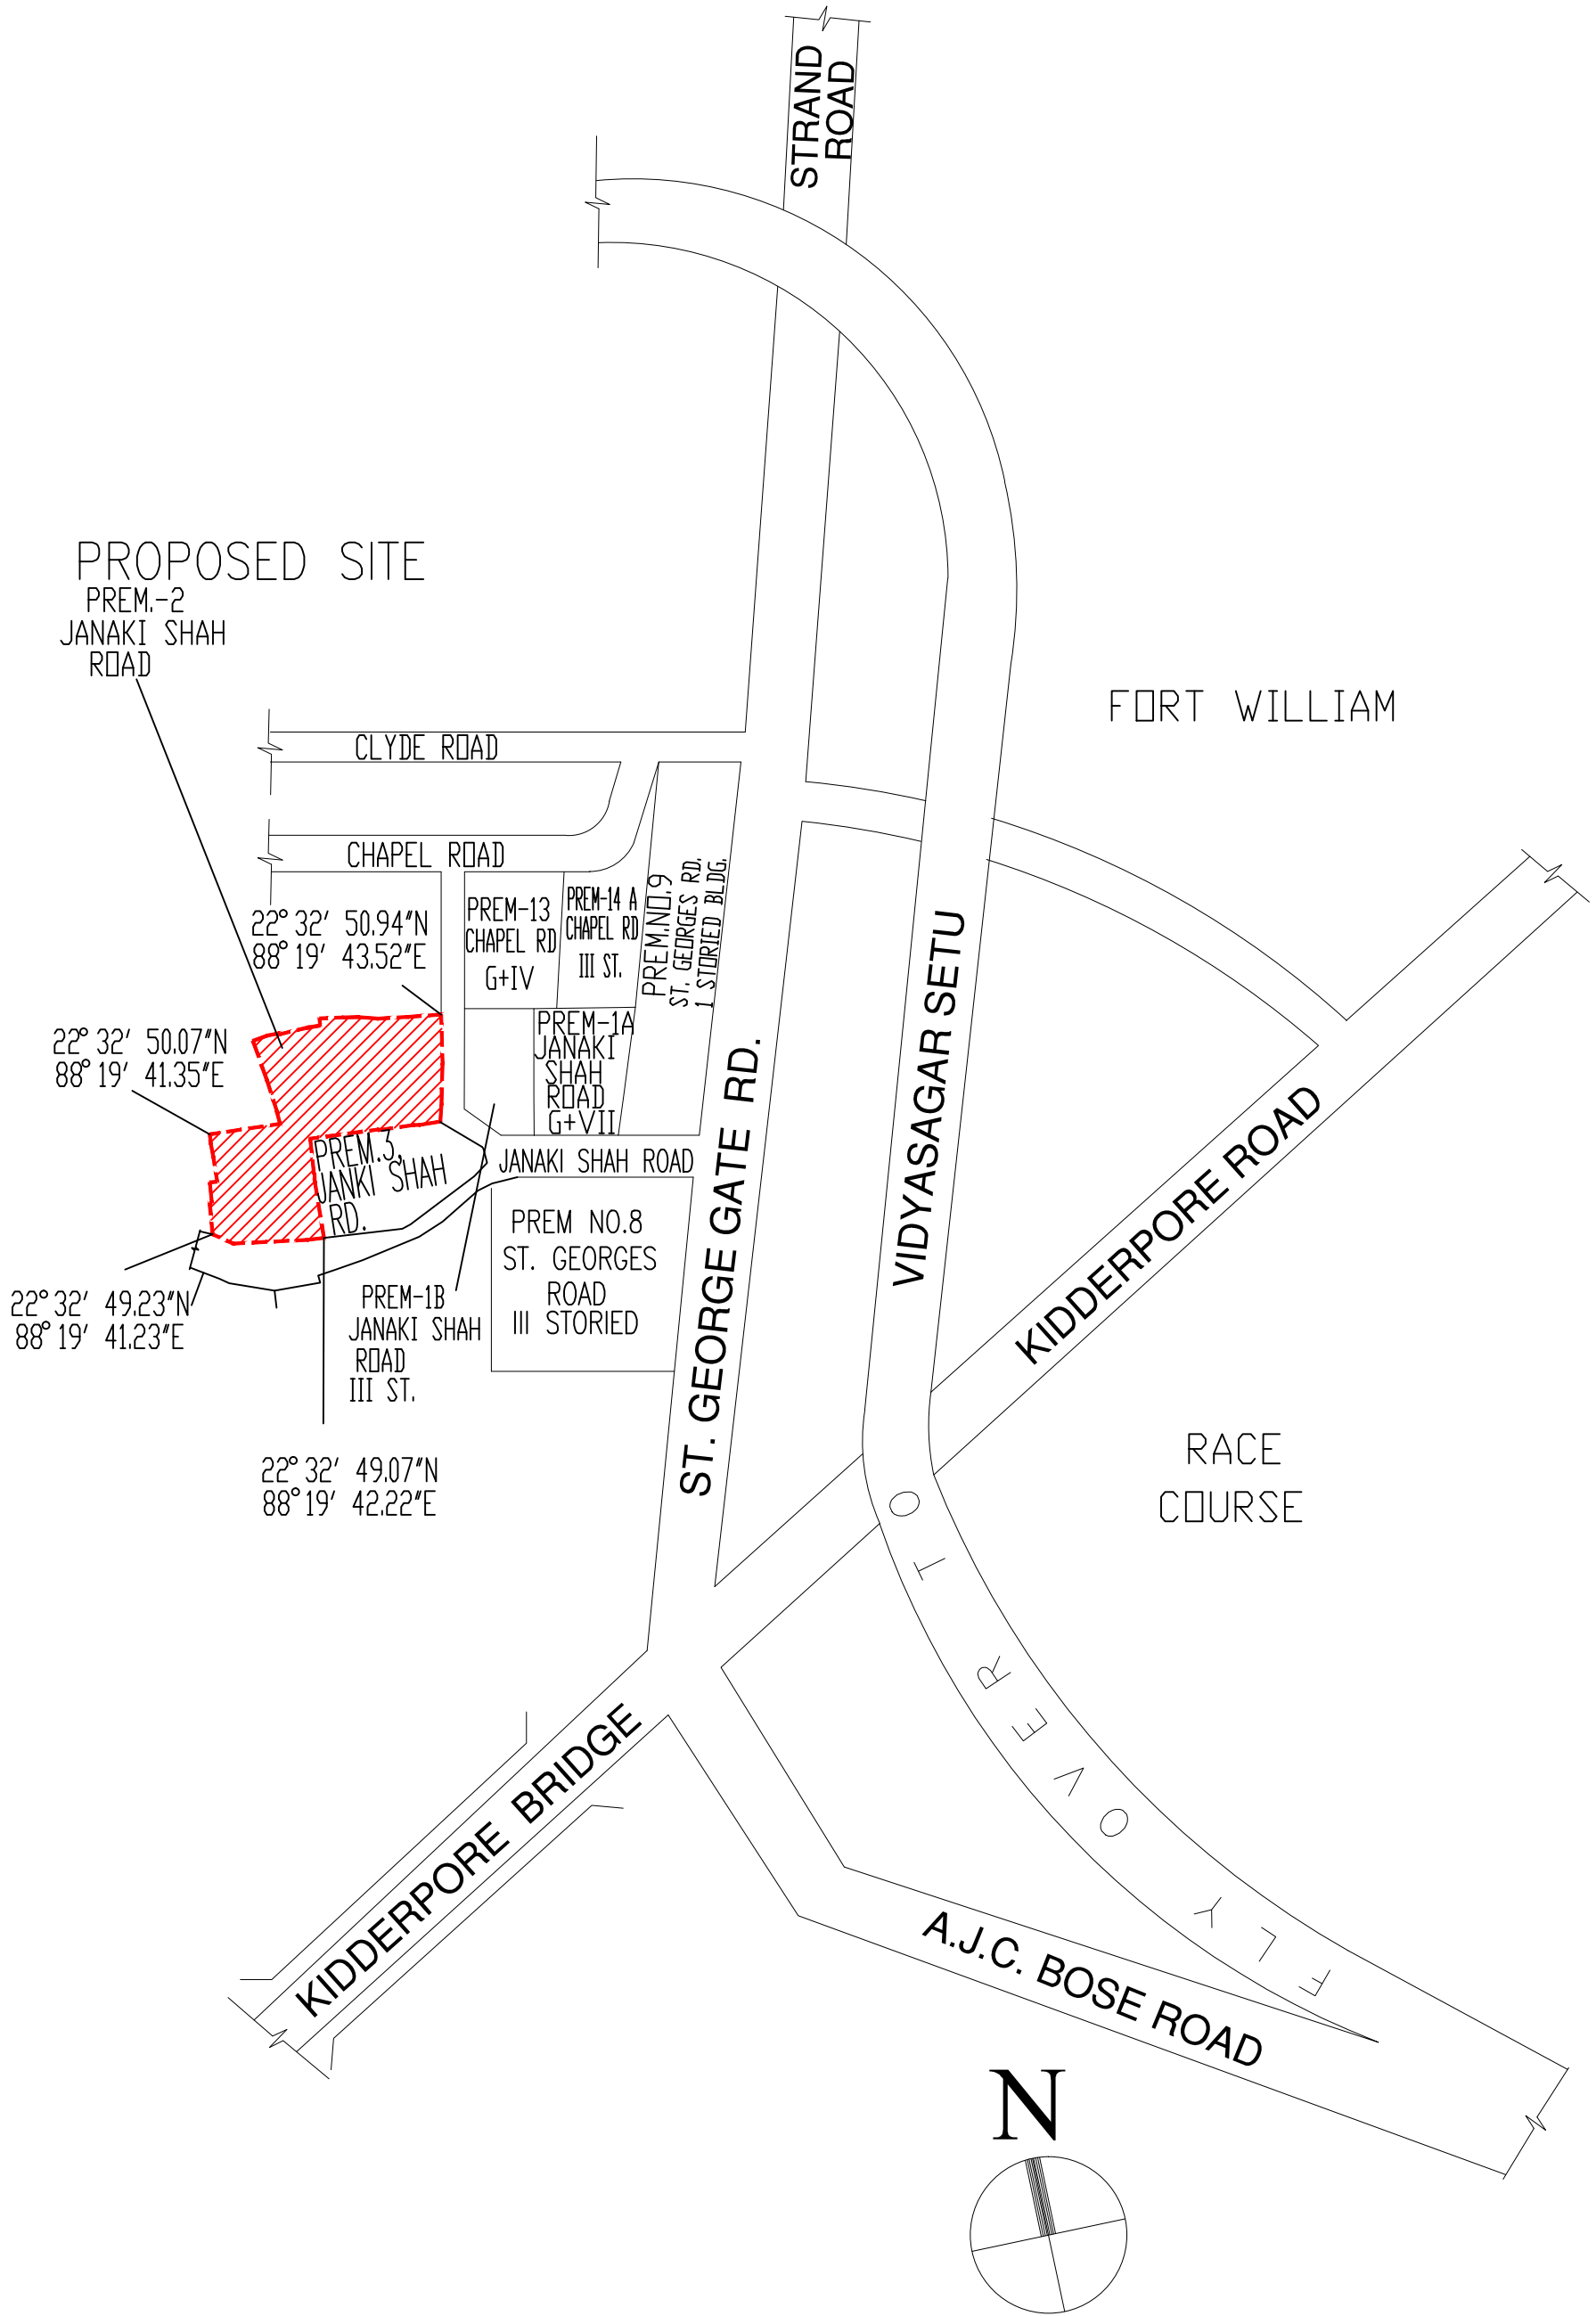 STRAND
ROAD
PROPOSED SITE
PREM.-2
JANAKI SHAH
ROAD
FORT WILLIAM
CLYDE ROAD
CHAPEL ROAD
22° 32' 50.94"N
88° 19' 43.52"E
PREM-13
CHAPEL RD
G+IV
PREM-14 A
CHAPEL RD
III ST.
PREM.NO.9
ST. GEORGES RD.
1 STORIED BLDG.
22° 32' 50.07"N
88° 19' 41.35"E
PREM-1A
JANAKI
SHAH
ROAD
G+VII
PREM.3,
JANKI SHAH
RD.
JANAKI SHAH ROAD
PREM NO.8
ST. GEORGES
ROAD
III STORIED
22° 32' 49.23"N
88° 19' 41.23"E
PREM-1B
JANAKI SHAH
ROAD
III ST.
22° 32' 49.07"N
88° 19' 42.22"E
ST. GEORGE GATE RD.
VIDYASAGAR SETU
KIDDERPORE ROAD
RACE
COURSE
FLY OVER TO
KIDDERPORE BRIDGE
A.J.C. BOSE ROAD
N